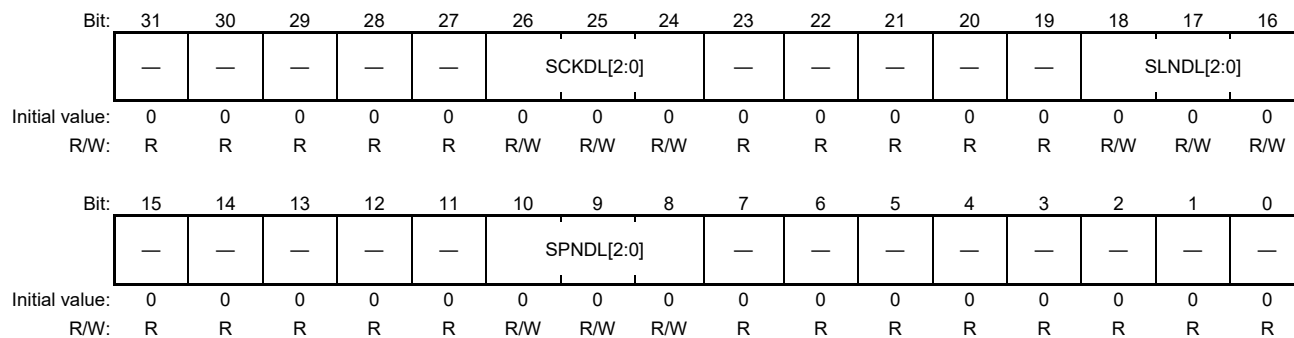 Bit: 31 30 29 28 27 26 25 24 23 22 21 20 19 18 17 16
— — — — — SCKDL[2:0] — — — — — SLNDL[2:0]
Initial value: 0 0 0 0 0 0 0 0 0 0 0 0 0 0 0 0
R/W: R R R R R R/W R/W R/W R R R R R R/W R/W R/W
Bit: 15 14 13 12 11 10 9 8 7 6 5 4 3 2 1 0
— — — — — SPNDL[2:0] — — — — — — — —
Initial value: 0 0 0 0 0 0 0 0 0 0 0 0 0 0 0 0
R/W: R R R R R R/W R/W R/W R R R R R R R R